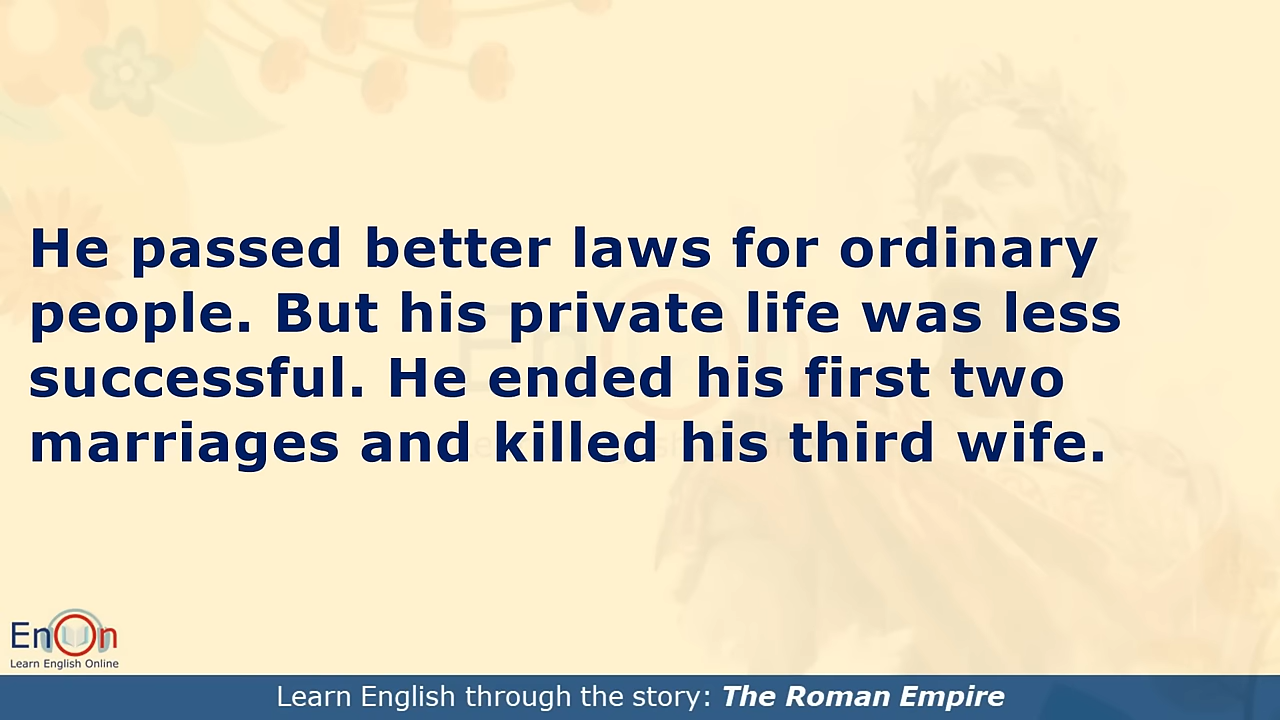 He passed better laws for ordinary
people. But his private life was less
successful. He ended his first two
marriages and killed his third wife.
EnOn
Learn English Online
Learn English through the story: The Roman Empire